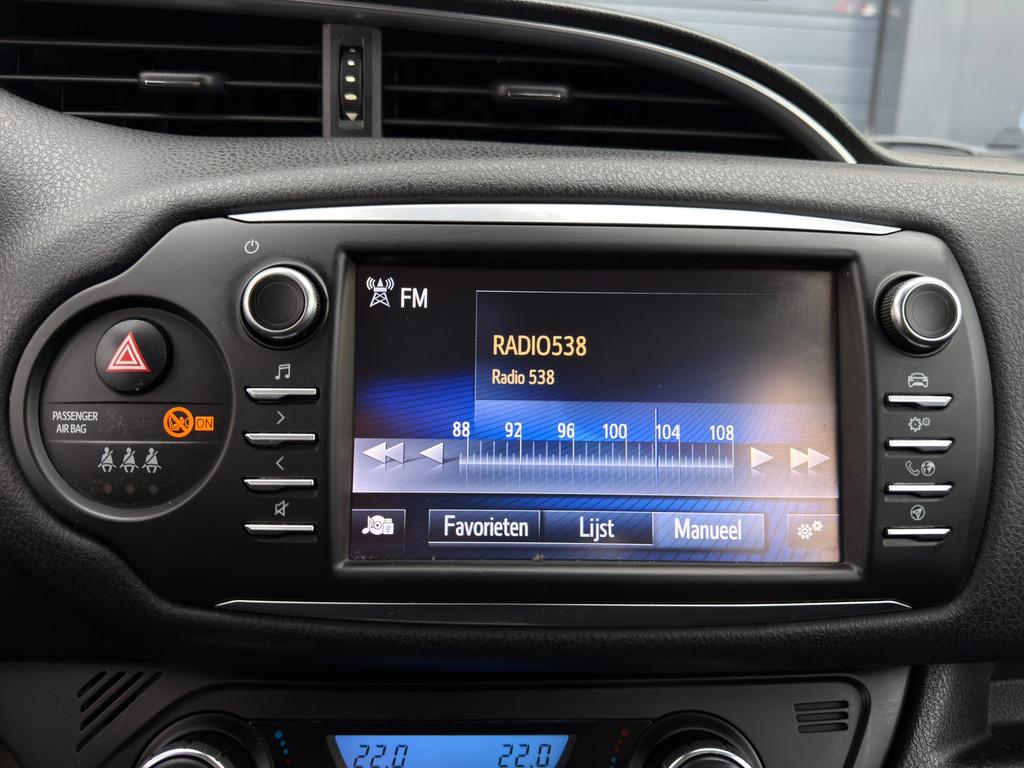 FM
RADIO538
Radio 538
88 92 96 100 104 108
Favorieten Lijst Manueel
PASSENGER
AIR BAG
ON
22.0 22.0